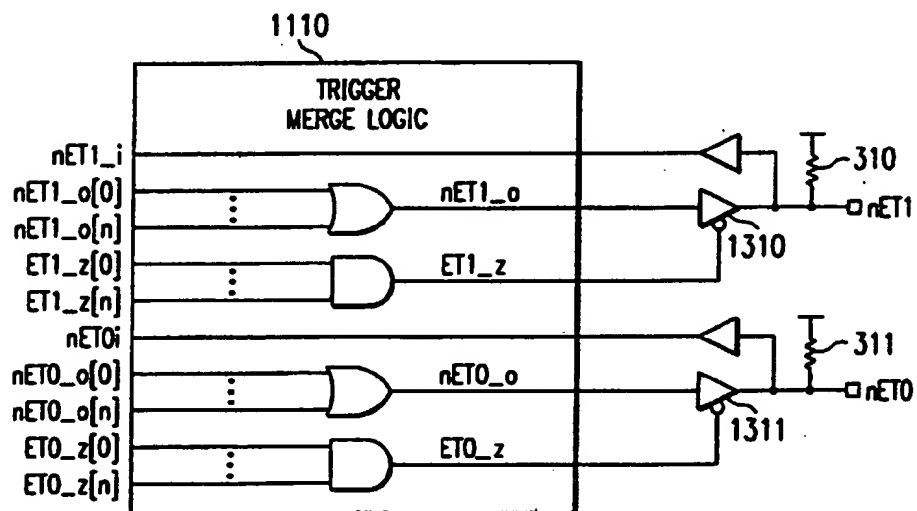 1110
TRIGGER
MERGE LOGIC
nET1_i
310
nET1_o[0]
nET1_o
nET1
nET1_o[n]
1310
ET1_z[0]
ET1_z
ET1_z[n]
nET0i
311
nET0_o[0]
nET0_o
nET0
nET0_o[n]
1311
ET0_z[0]
ET0_z
ET0_z[n]